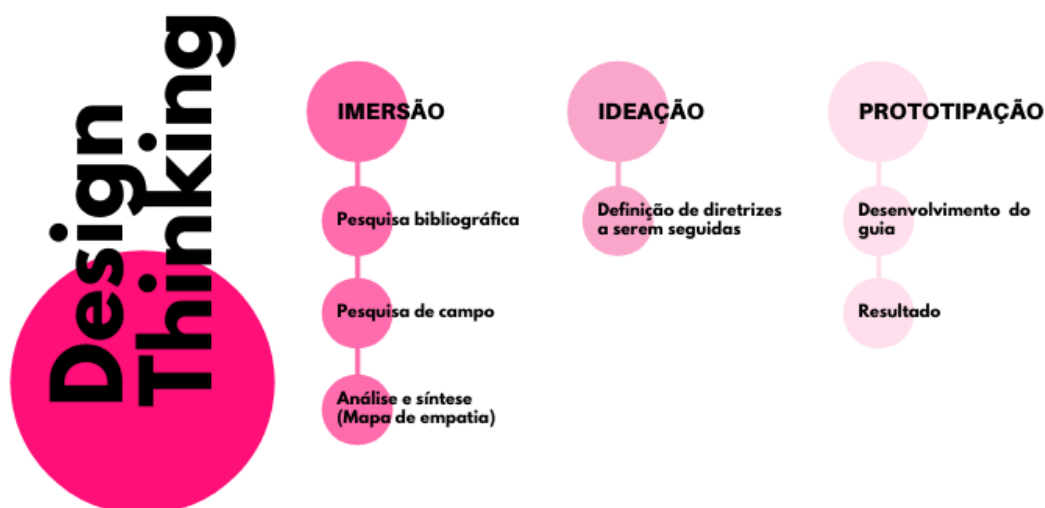 Design
Thinking
IMERSÃO
Pesquisa bibliográfica
Pesquisa de campo
Análise e síntese
(Mapa de empatia)
IDEAÇÃO
Definição de diretrizes
a serem seguidas
PROTOTIPAÇÃO
Desenvolvimento do
guia
Resultado